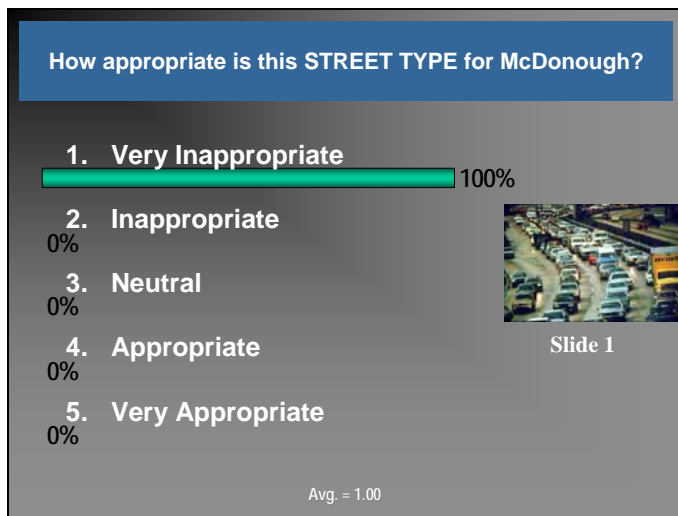 How appropriate is this STREET TYPE for McDonough?
1. Very Inappropriate
100%
2. Inappropriate
0%
3. Neutral
0%
4. Appropriate
0%
5. Very Appropriate
0%
Slide 1
Avg. = 1.00